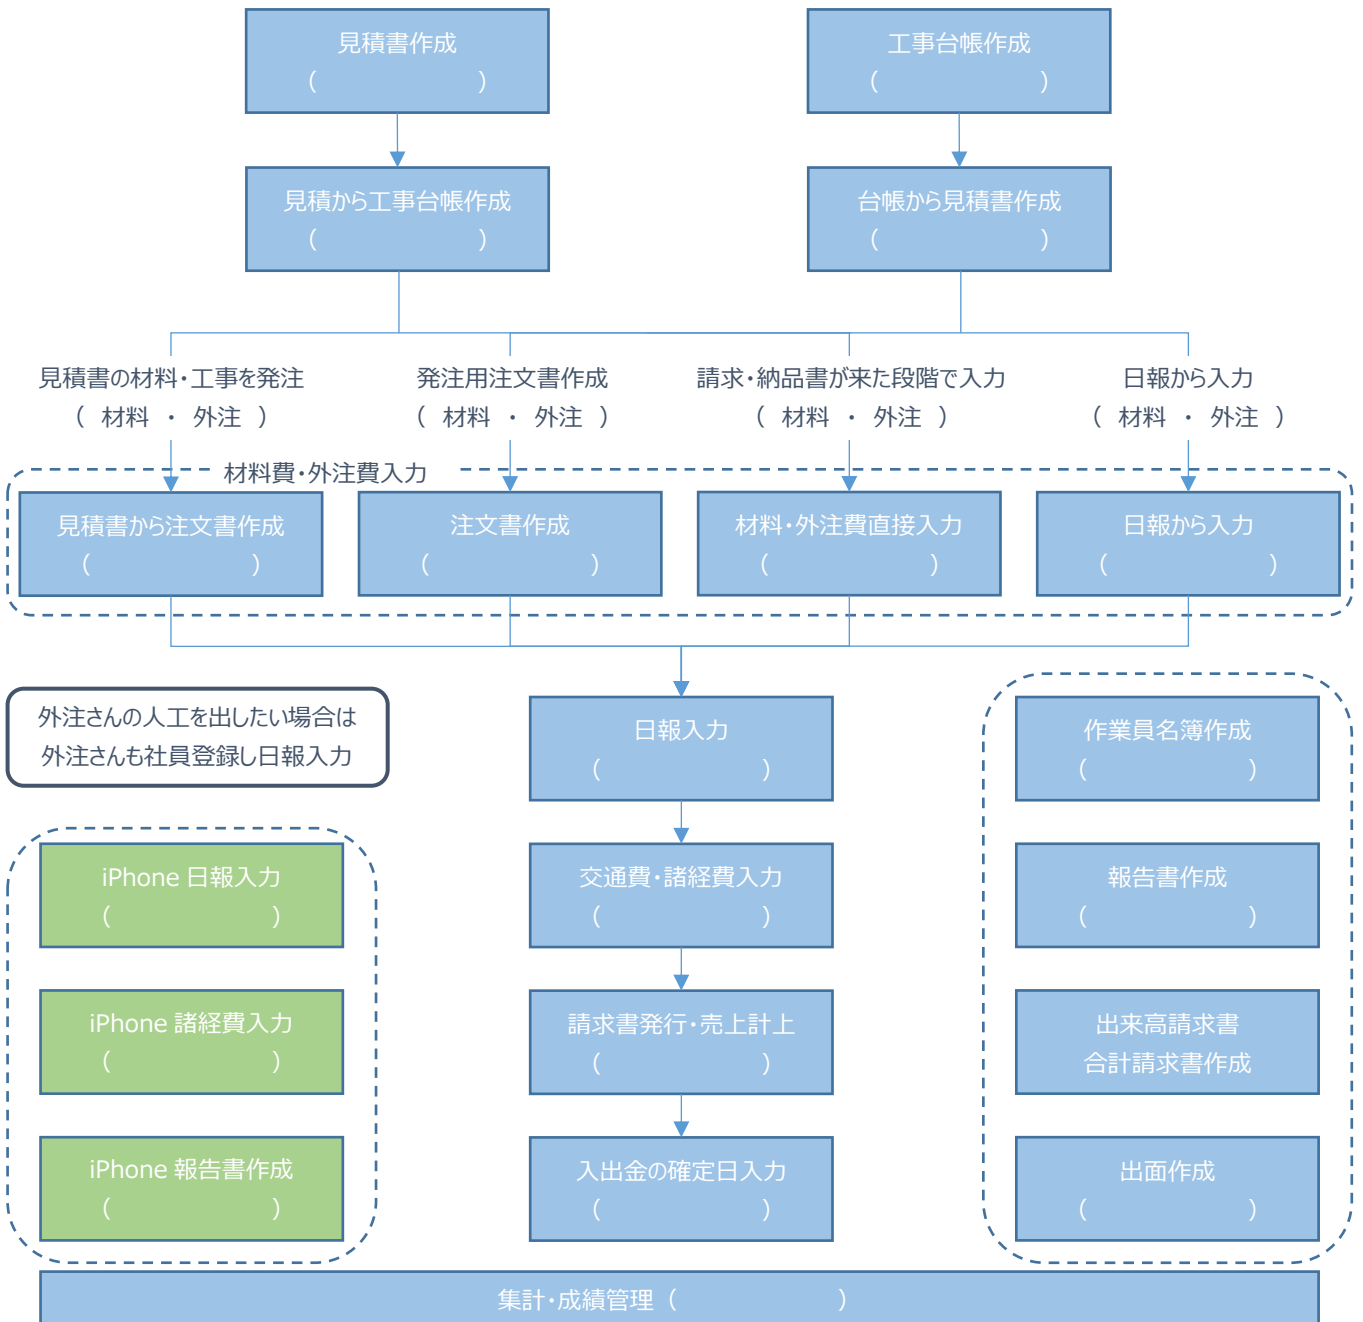 見積書作成
（　　　　　　　）
工事台帳作成
（　　　　　　　）
見積から工事台帳作成
（　　　　　　　）
台帳から見積書作成
（　　　　　　　）
見積書の材料・工事を発注
（ 材料 ・ 外注 ）
発注用注文書作成
（ 材料 ・ 外注 ）
請求・納品書が来た段階で入力
（ 材料 ・ 外注 ）
日報から入力
（ 材料 ・ 外注 ）
材料費・外注費入力
見積書から注文書作成
（　　　　　　　）
注文書作成
（　　　　　　　）
材料・外注費直接入力
（　　　　　　　）
日報から入力
（　　　　　　　）
外注さんの人工を出したい場合は
外注さんも社員登録し日報入力
日報入力
（　　　　　　　）
作業員名簿作成
（　　　　　　　）
iPhone 日報入力
（　　　　　　　）
交通費・諸経費入力
（　　　　　　　）
報告書作成
（　　　　　　　）
iPhone 諸経費入力
（　　　　　　　）
請求書発行・売上計上
（　　　　　　　）
出来高請求書
合計請求書作成
iPhone 報告書作成
（　　　　　　　）
入出金の確定日入力
（　　　　　　　）
出面作成
（　　　　　　　）
集計・成績管理（　　　　　　　）